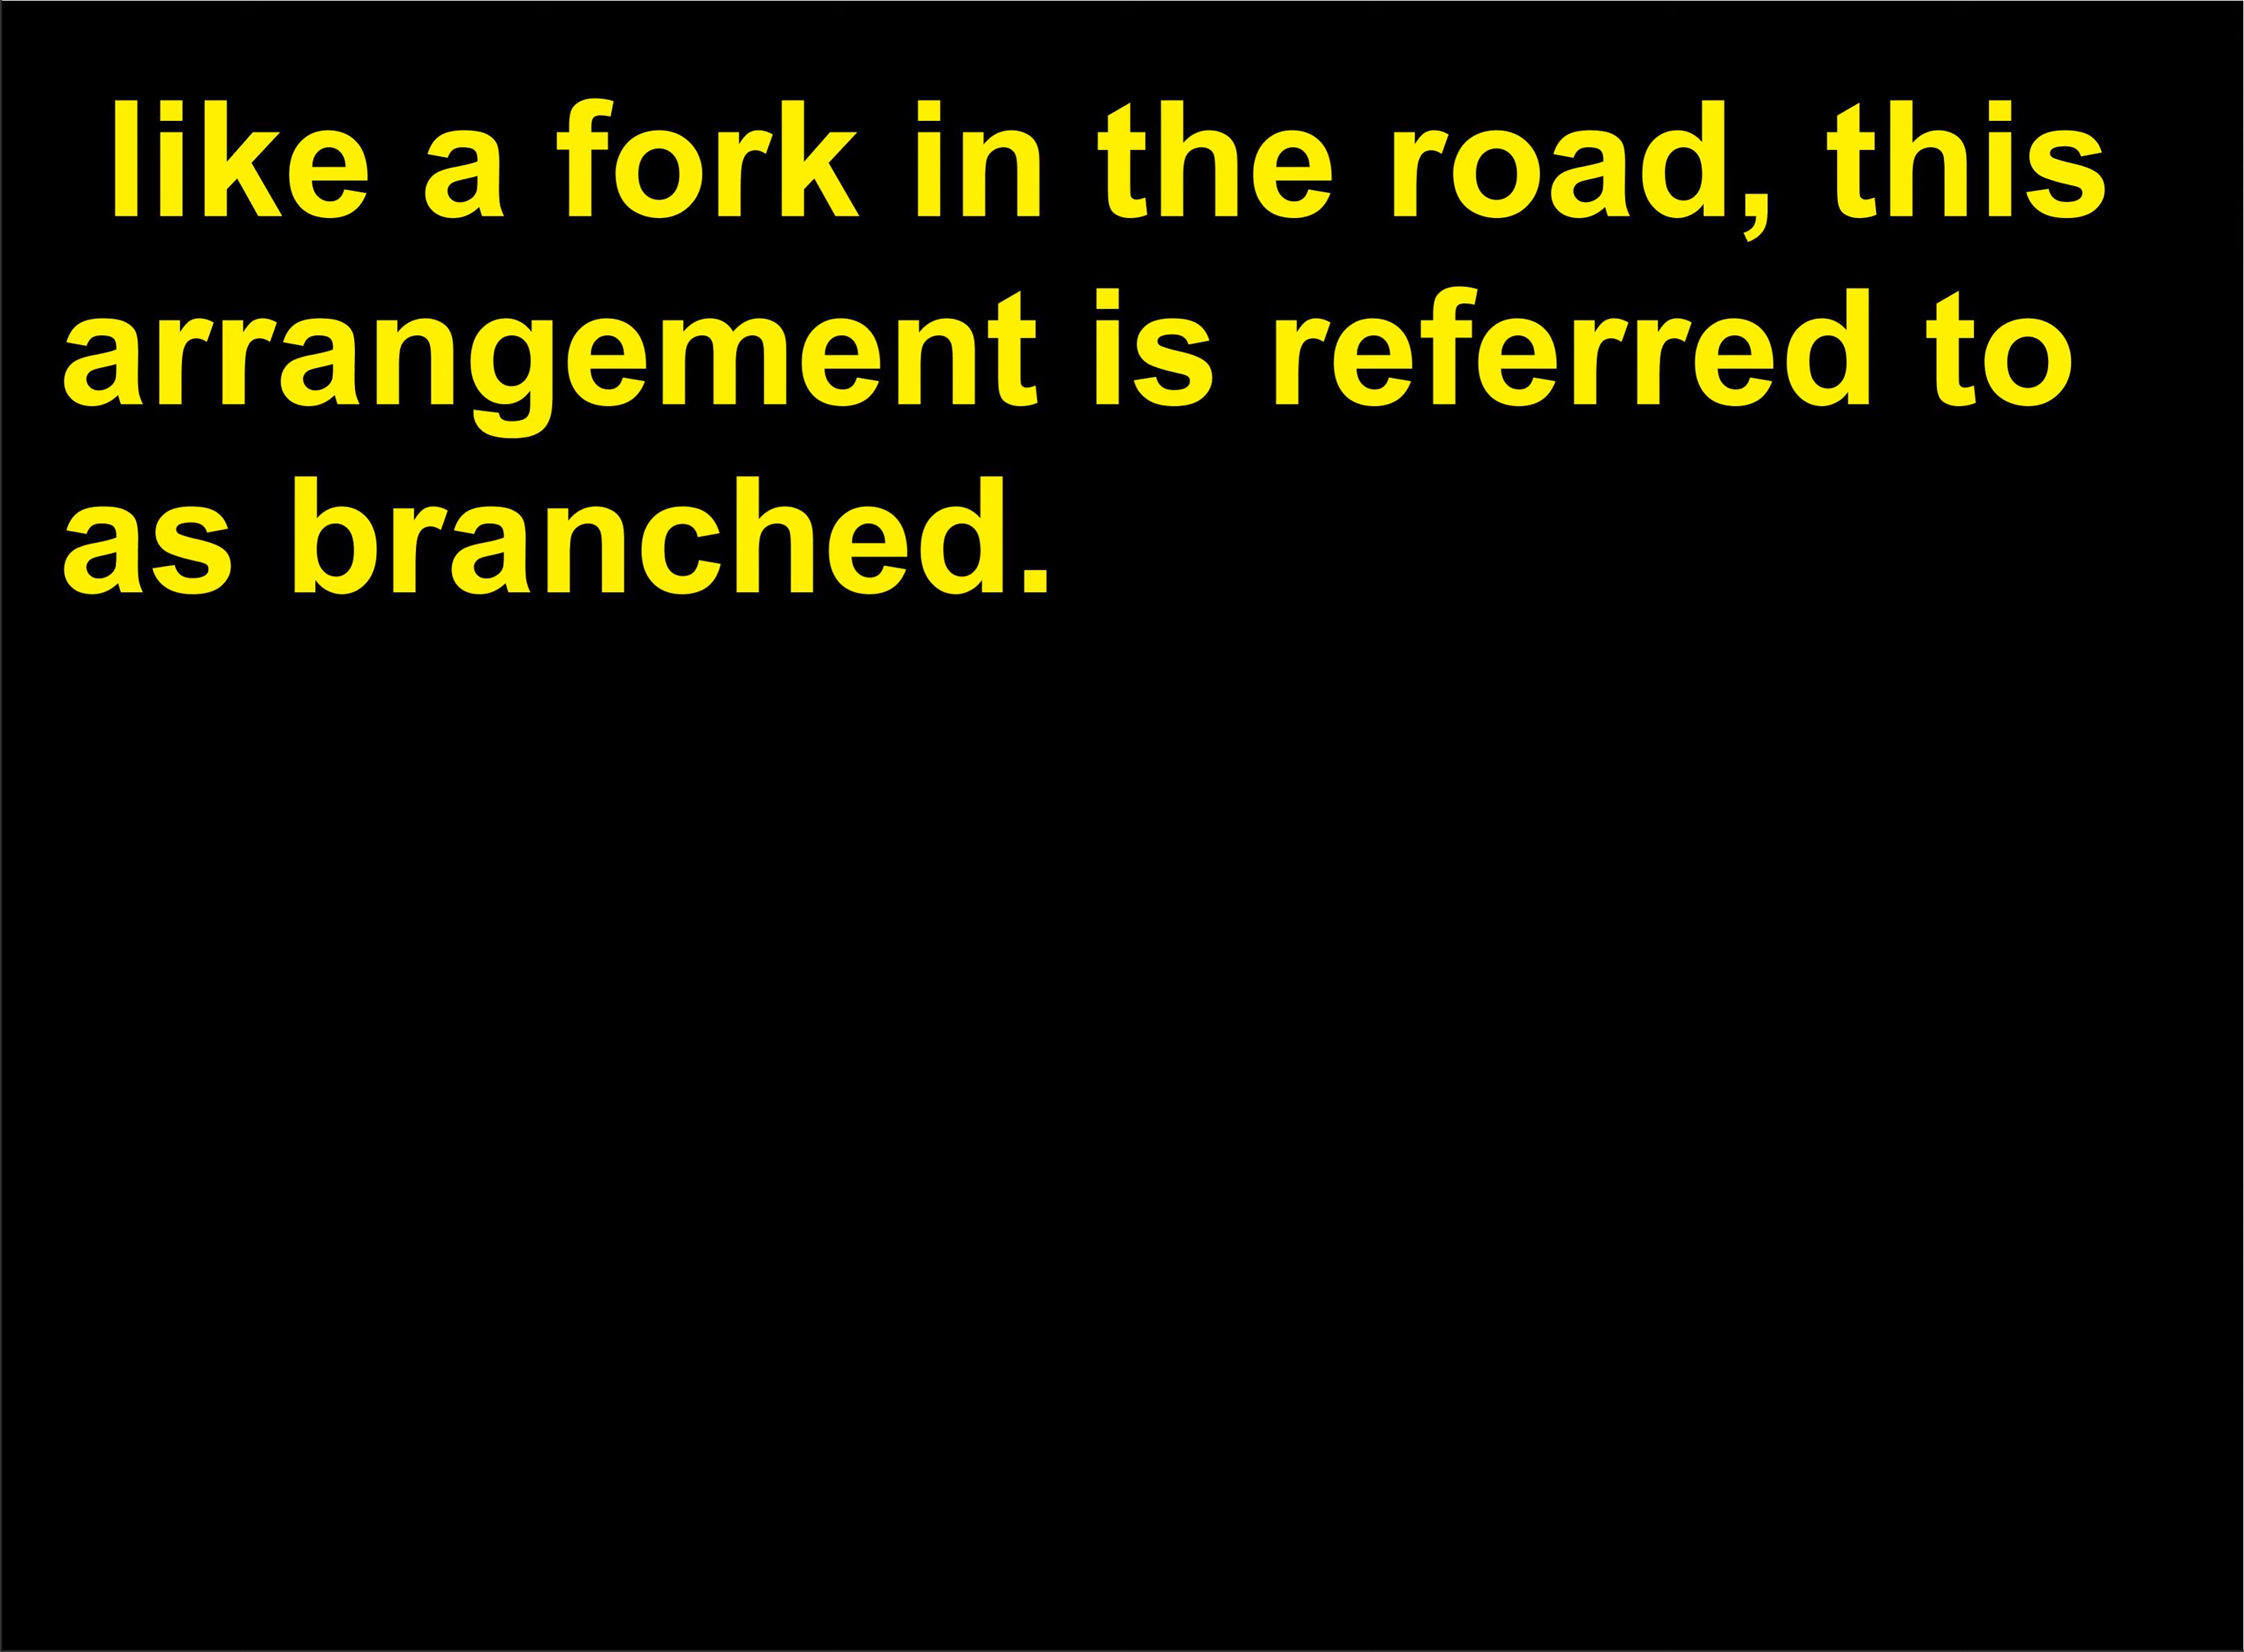 like a fork in the road, this
arrangement is referred to
as branched.